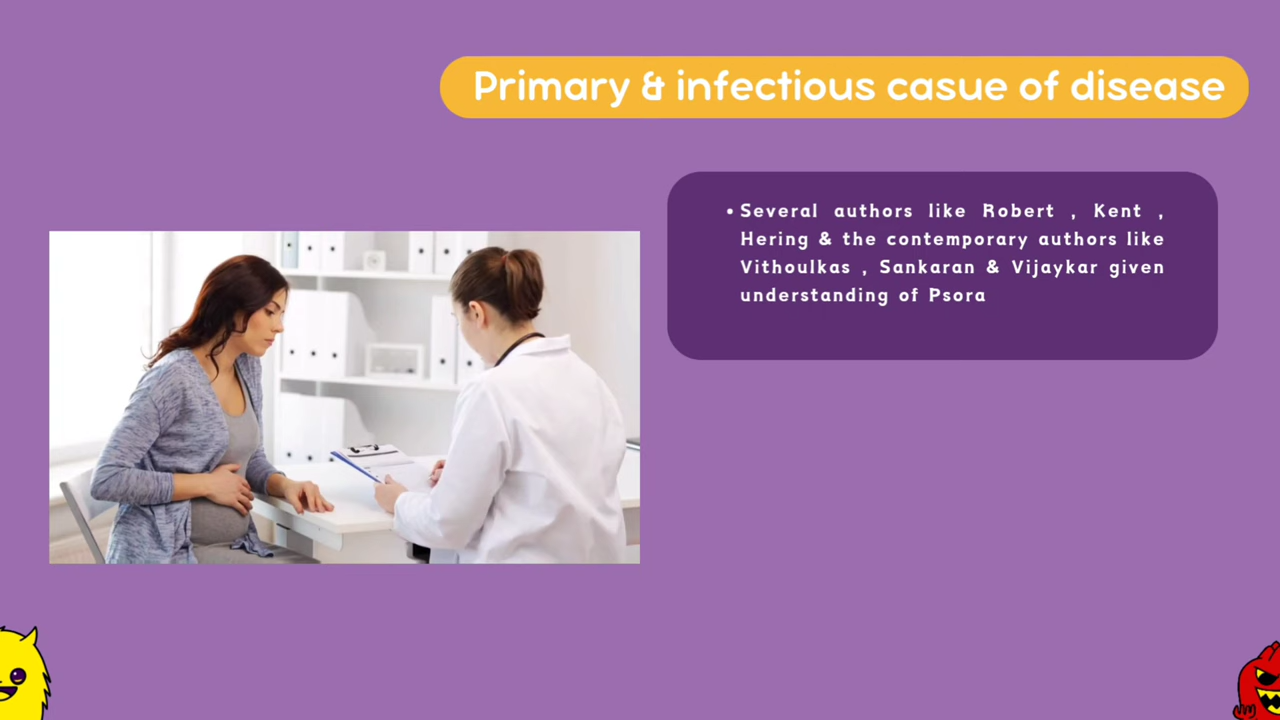 Primary & infectious casue of disease
• Several authors like Robert , Kent ,
Hering & the contemporary authors like
Vithoulkas , Sankaran & Vijaykar given
understanding of Psora